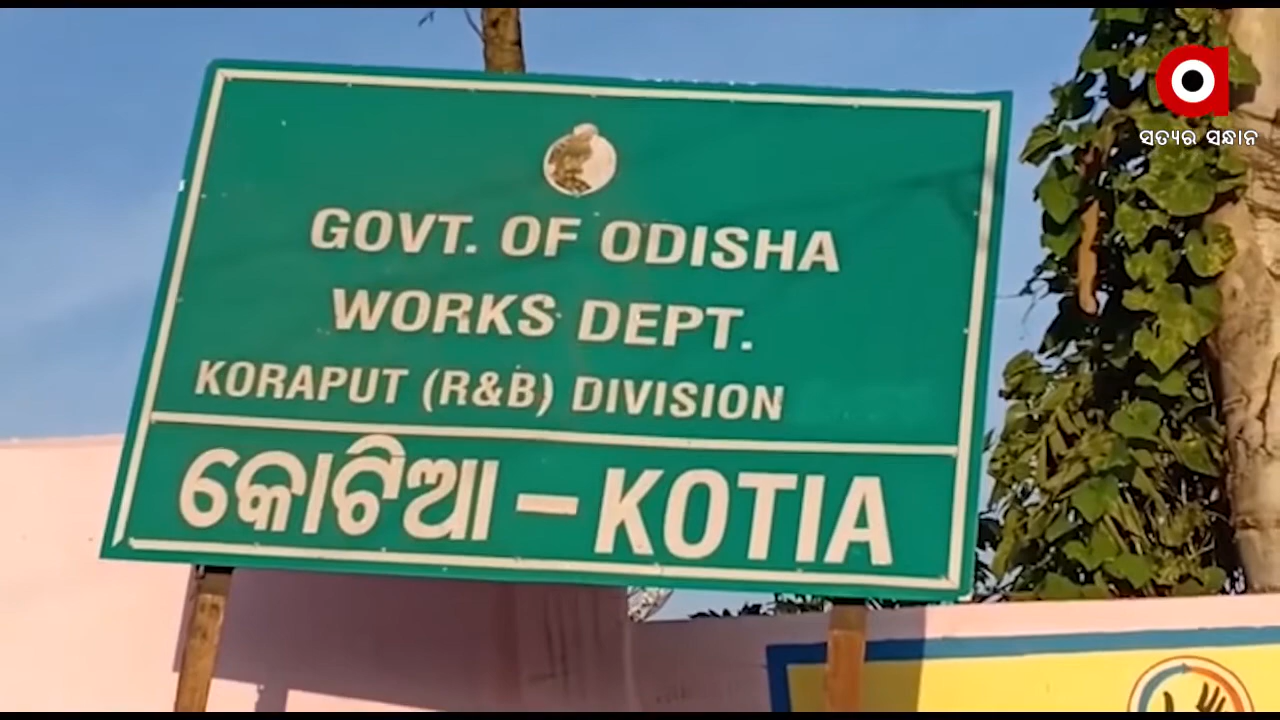 ସତ୍ୟର ସନ୍ଧାନ
GOVT. OF ODISHA
WORKS DEPT.
KORAPUT (R&B) DIVISION
କୋଟିଆ – KOTIA